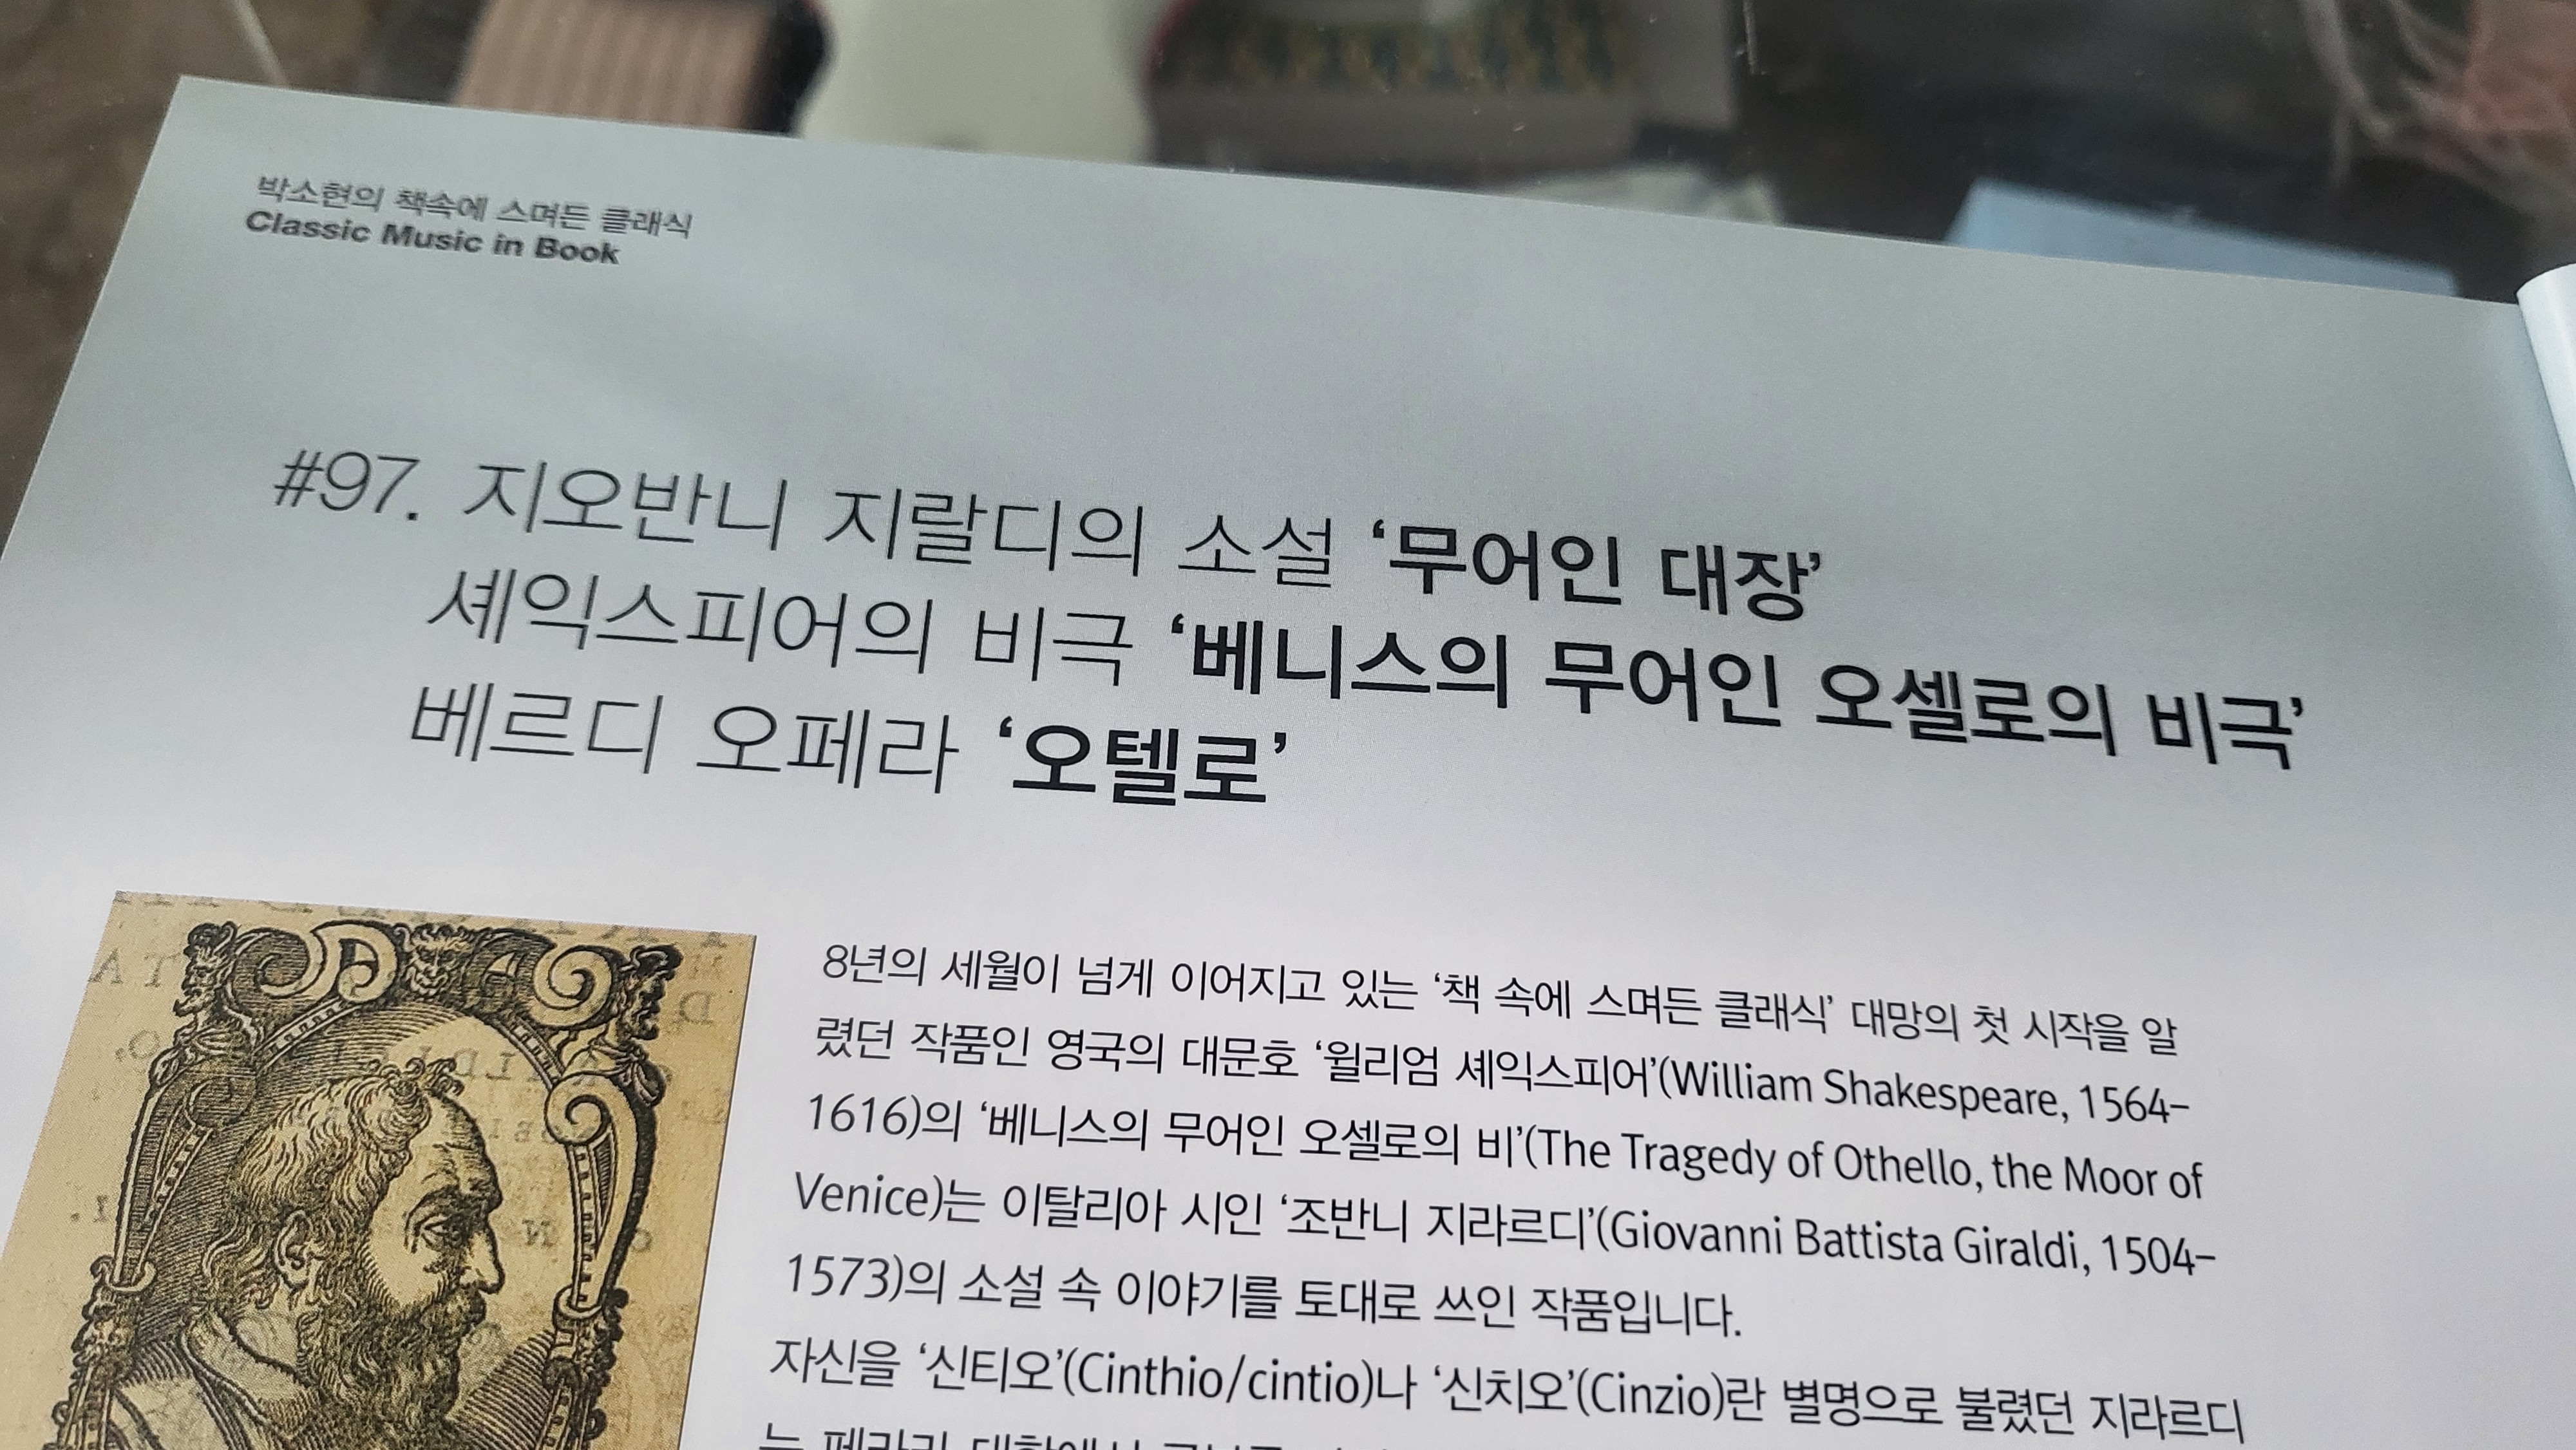 박소현의 책속에 스며든 클래식
Classic Music in Book
#97. 지오반니 지랄디의 소설 ‘무어인 대장’
셰익스피어의 비극 ‘베니스의 무어인 오셀로의 비극’
베르디 오페라 ‘오텔로’
8년의 세월이 넘게 이어지고 있는 ‘책 속에 스며든 클래식’ 대망의 첫 시작을 알
렸던 작품인 영국의 대문호 ‘윌리엄 셰익스피어’(William Shakespeare, 1564–
1616)의 ‘베니스의 무어인 오셀로의 비’(The Tragedy of Othello, the Moor of
Venice)는 이탈리아 시인 ‘조반니 지라르디’(Giovanni Battista Giraldi, 1504–
1573)의 소설 속 이야기를 토대로 쓰인 작품입니다.
자신을 ‘신티오’(Cinthio/cintio)나 ‘신치오’(Cinzio)란 별명으로 불렸던 지라르디
는 페라라